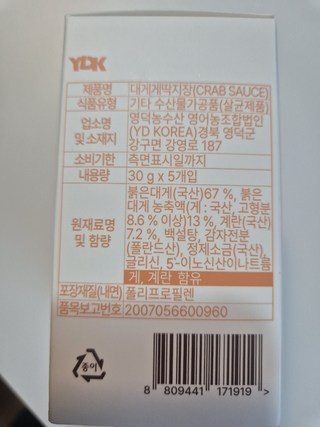 YDK
제품명 대게게딱지장(CRAB SAUCE)
식품유형 기타 수산물가공품(살균제품)
업소명 및 소재지 영덕농수산 영어농조합법인
(YD KOREA)경북 영덕군
강구면 강영로 187
소비기한 측면표시일까지
내용량 30 g x 5개입
원재료명 및 함량 붉은대게(국산)67 %, 붉은
대게 농축액(게 : 국산, 고형분
8.6 % 이상)13 %, 계란(국산)
7.2 %, 백설탕, 감자전분
(폴란드산), 정제소금(국산),
글리신, 5'-이노신산이나트륨
게, 계란 함유
포장재질(내면) 폴리프로필렌
품목보고번호 2007056600960
종이
8 809441 171919 >